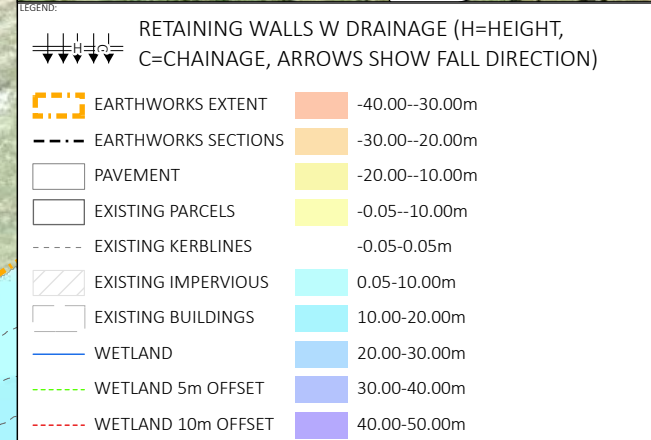 LEGEND:
RETAINING WALLS W DRAINAGE (H=HEIGHT,
C=CHAINAGE, ARROWS SHOW FALL DIRECTION)
H C
EARTHWORKS EXTENT -40.00--30.00m
EARTHWORKS SECTIONS -30.00--20.00m
PAVEMENT -20.00--10.00m
EXISTING PARCELS -0.05--10.00m
EXISTING KERBLINES -0.05-0.05m
EXISTING IMPERVIOUS 0.05-10.00m
EXISTING BUILDINGS 10.00-20.00m
WETLAND 20.00-30.00m
WETLAND 5m OFFSET 30.00-40.00m
WETLAND 10m OFFSET 40.00-50.00m